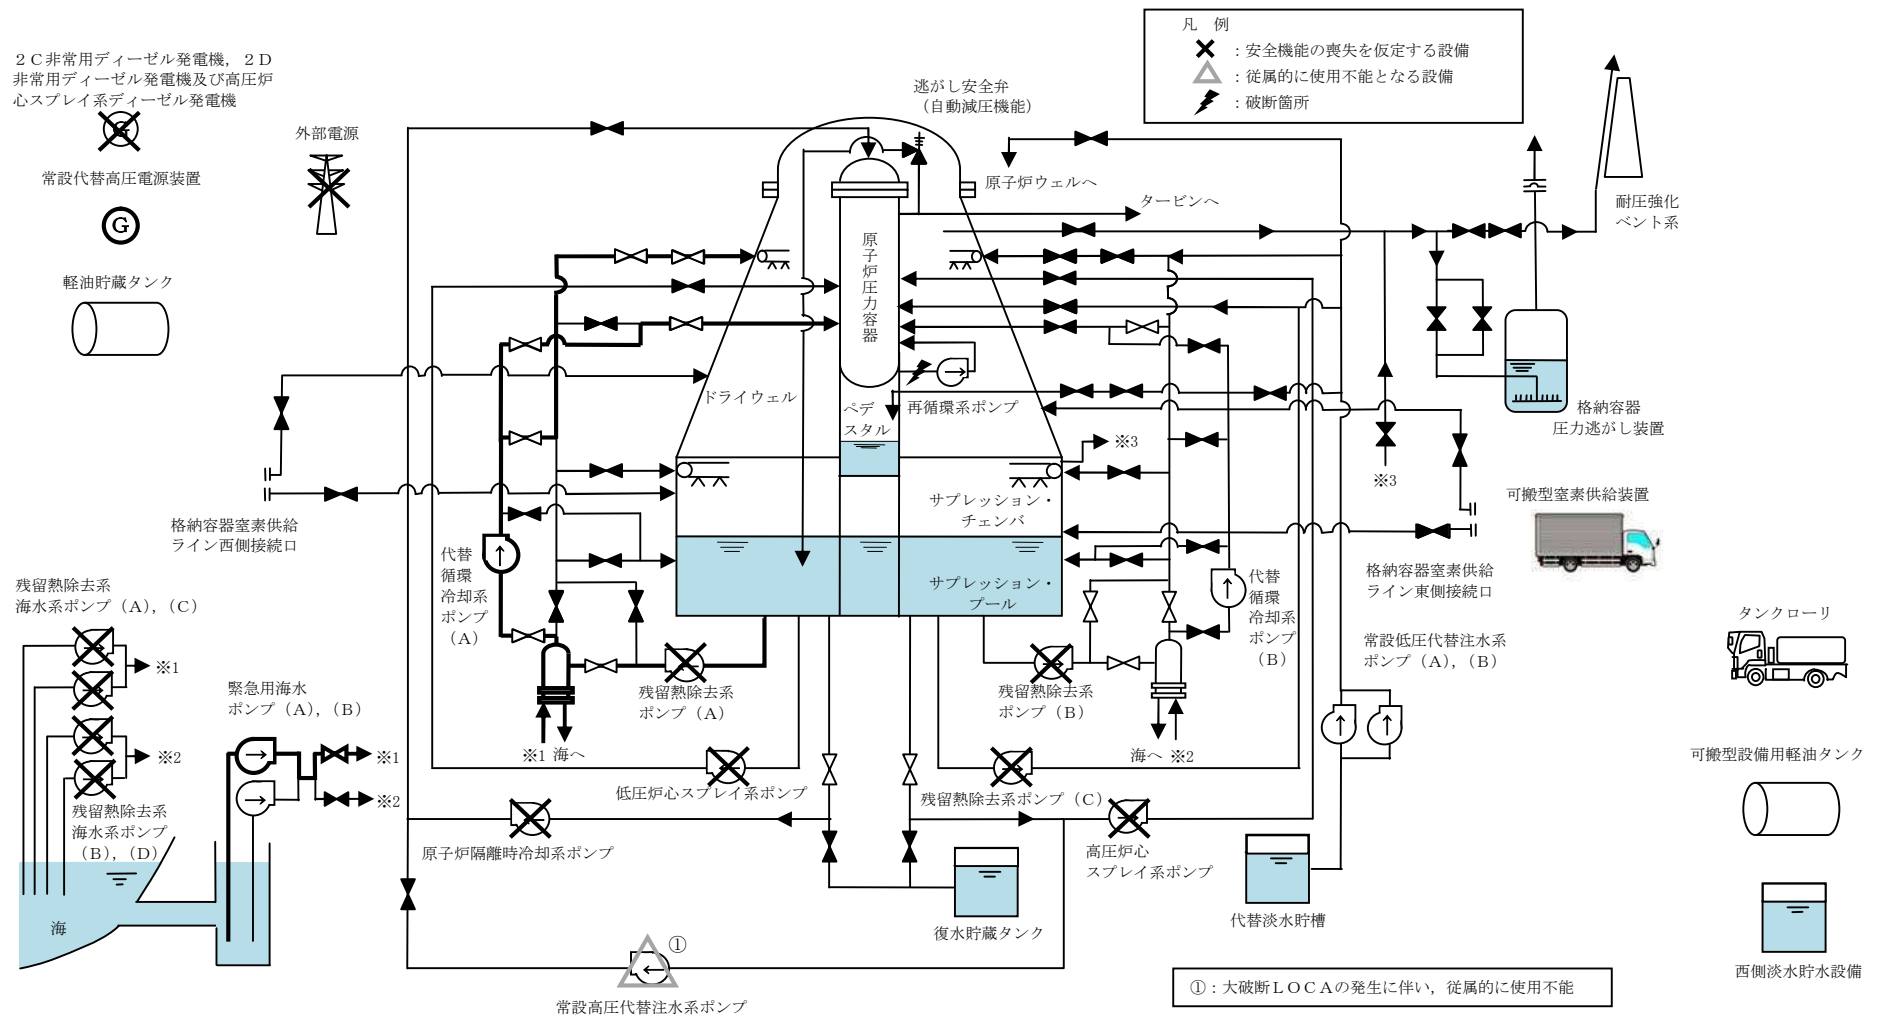 凡　例
：安全機能の喪失を仮定する設備
：従属的に使用不能となる設備
：破断箇所
２Ｃ非常用ディーゼル発電機，２Ｄ
非常用ディーゼル発電機及び高圧炉
心スプレイ系ディーゼル発電機
G
外部電源
常設代替高圧電源装置
G
軽油貯蔵タンク
逃がし安全弁
（自動減圧機能）
原子炉ウェルへ
タービンへ
耐圧強化
ベント系
原子炉圧力容器
ドライウェル
ペデ
スタル
再循環系ポンプ
※3
※3
格納容器
圧力逃がし装置
サプレッション・
チェンバ
サプレッション・
プール
格納容器窒素供給
ライン西側接続口
可搬型窒素供給装置
格納容器窒素供給
ライン東側接続口
代替
循環
冷却系
ポンプ
（A）
代替
循環
冷却系
ポンプ
（B）
残留熱除去系
海水系ポンプ（A），（C）
※1
※2
残留熱除去系
海水系ポンプ
（B），（D）
緊急用海水
ポンプ（A），（B）
※1
※2
海
残留熱除去系
ポンプ（A）
※1 海へ
残留熱除去系
ポンプ（B）
海へ ※2
常設低圧代替注水系
ポンプ（A），（B）
タンクローリ
可搬型設備用軽油タンク
低圧炉心スプレイ系ポンプ
残留熱除去系ポンプ（C）
原子炉隔離時冷却系ポンプ
高圧炉心
スプレイ系ポンプ
復水貯蔵タンク
代替淡水貯槽
西側淡水貯水設備
①
常設高圧代替注水系ポンプ
①：大破断ＬＯＣＡの発生に伴い，従属的に使用不能